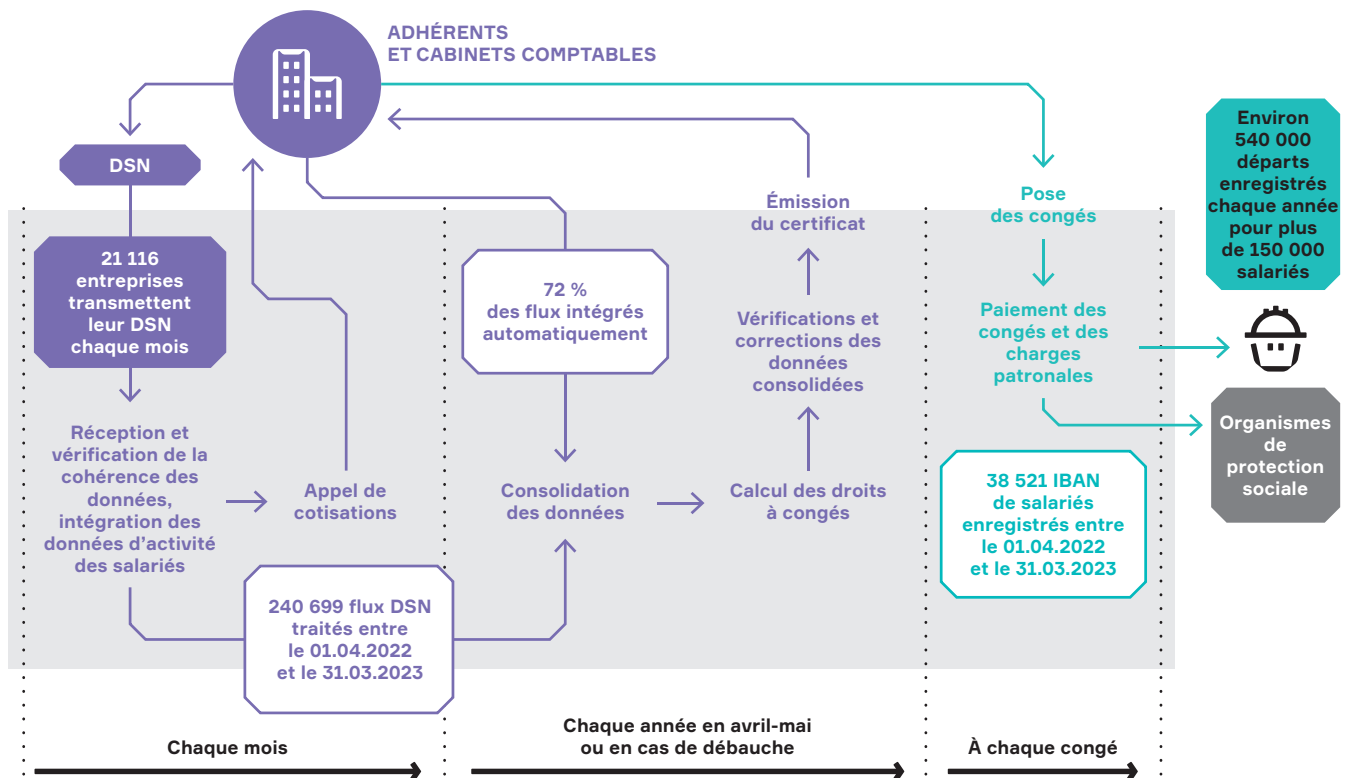 ADHÉRENTS
ET CABINETS COMPTABLES
DSN
21 116
entreprises
transmettent
leur DSN
chaque mois
Réception et
vérification de la
cohérence des
données,
intégration des
données d’activité
des salariés
Appel de
cotisations
240 699 flux DSN
traités entre
le 01.04.2022
et le 31.03.2023
72 %
des flux intégrés
automatiquement
Consolidation
des données
Calcul des droits
à congés
Vérifications et
corrections des
données
consolidées
Émission
du certificat
Pose
des congés
Paiement des
congés et des
charges
patronales
38 521 IBAN
de salariés
enregistrés entre
le 01.04.2022
et le 31.03.2023
Environ
540 000
départs
enregistrés
chaque année
pour plus
de 150 000
salariés
Organismes
de
protection
sociale
Chaque mois
Chaque année en avril-mai
ou en cas de débauche
À chaque congé